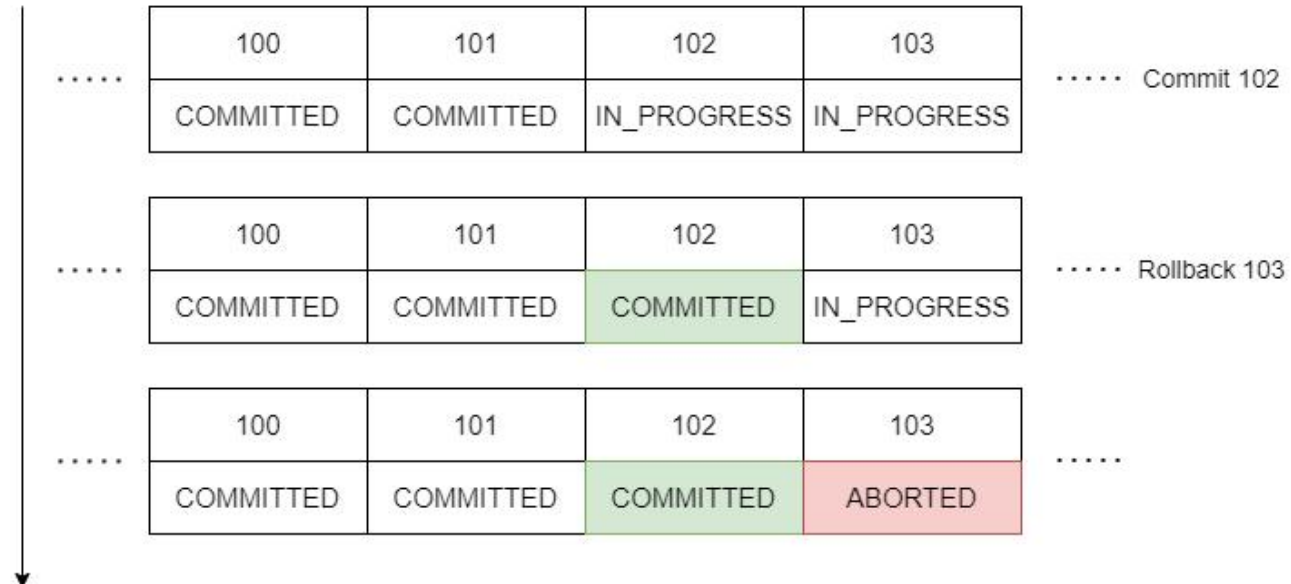 100 101 102 103
..... ..... Commit 102
COMMITTED COMMITTED IN_PROGRESS IN_PROGRESS
100 101 102 103
..... ..... Rollback 103
COMMITTED COMMITTED COMMITTED IN_PROGRESS
100 101 102 103
..... .....
COMMITTED COMMITTED COMMITTED ABORTED